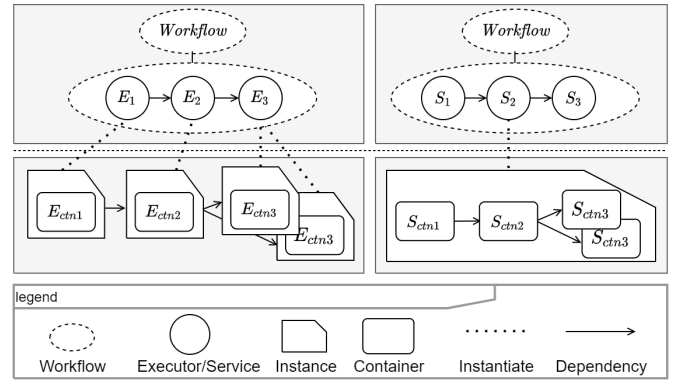 Workflow
E1 E2 E3
Ectn1 Ectn2 Ectn3
Ectn3
Workflow
S1 S2 S3
Sctn1 Sctn2 Sctn3
Sctn3
legend
Workflow Executor/Service Instance Container Instantiate Dependency